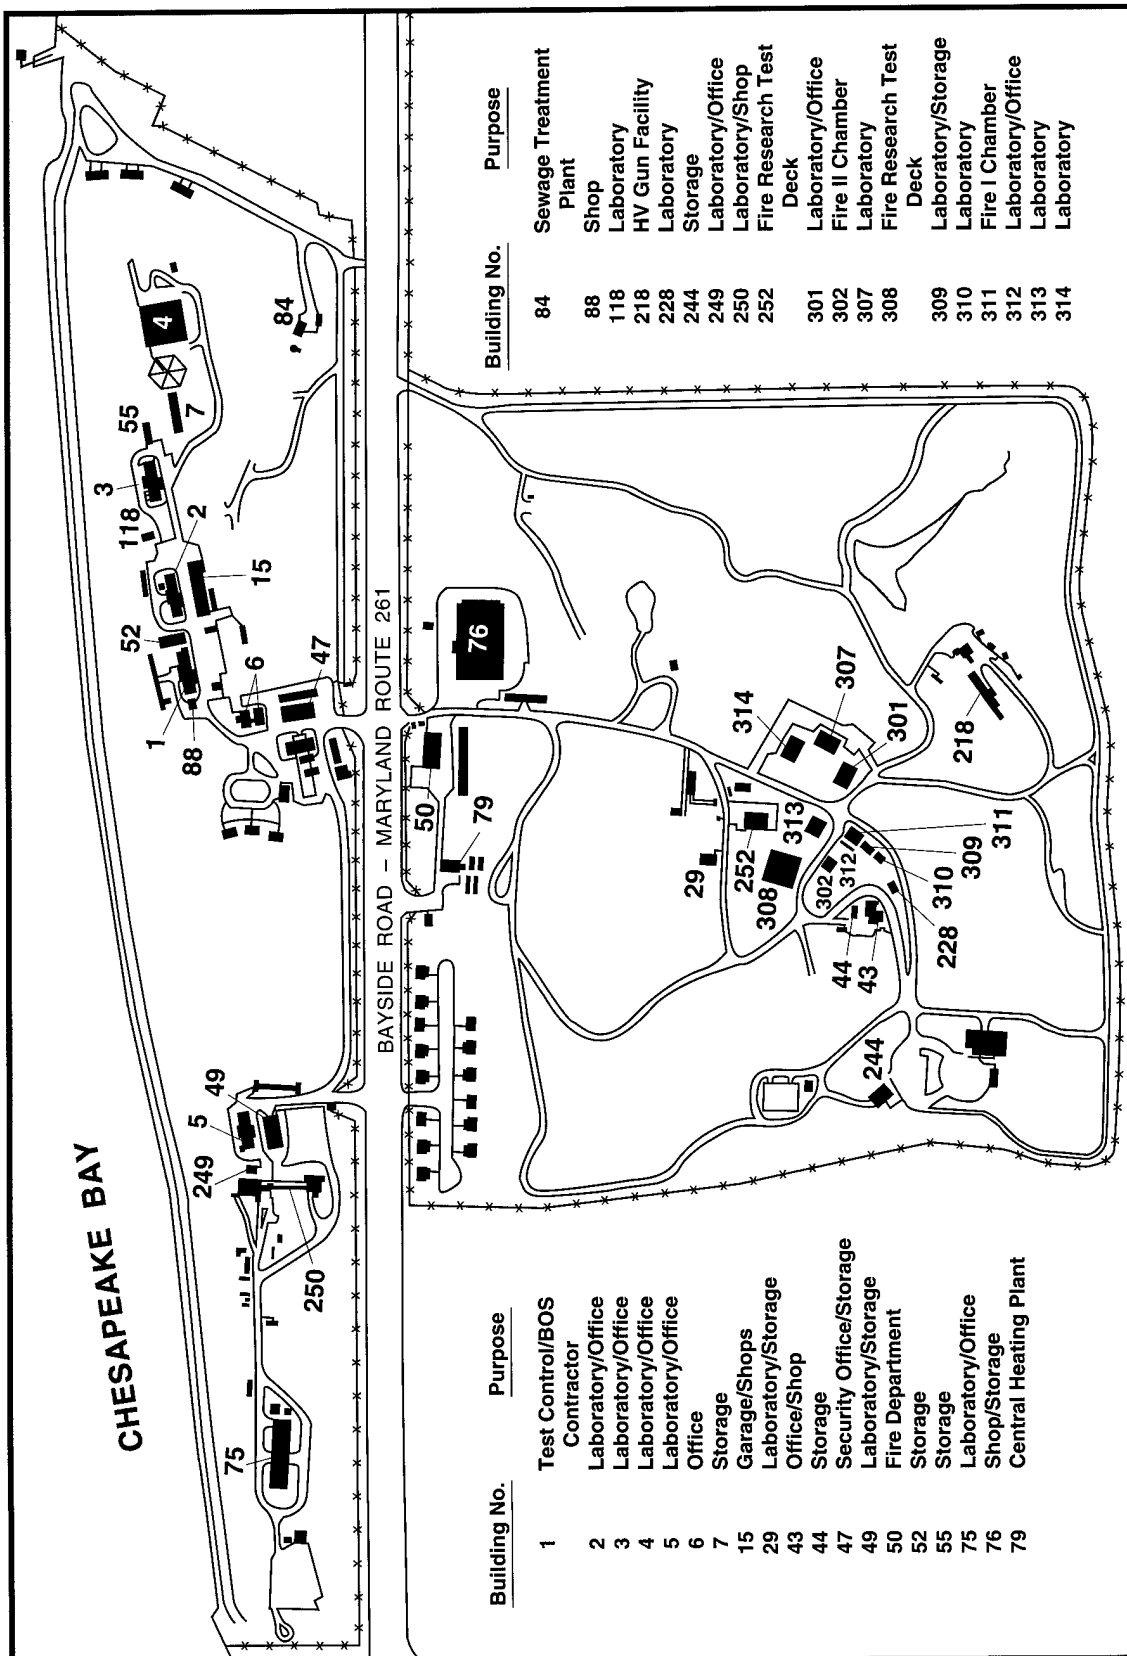 CHESAPEAKE BAY
BAYSIDE ROAD – MARYLAND ROUTE 261
75
250
249
5
49
1
88
52
6
47
118
2
15
3
55
7
4
84
50
79
76
29
252
308
313
314
307
301
302
312
311
309
310
228
44
43
244
218
Building No. Purpose
1 Test Control/BOS
Contractor
2 Laboratory/Office
3 Laboratory/Office
4 Laboratory/Office
5 Laboratory/Office
6 Office
7 Storage
15 Garage/Shops
29 Laboratory/Storage
43 Office/Shop
44 Storage
47 Security Office/Storage
49 Laboratory/Storage
50 Fire Department
52 Storage
55 Storage
75 Laboratory/Office
76 Shop/Storage
79 Central Heating Plant
Building No. Purpose
84 Sewage Treatment
Plant
88 Shop
118 Laboratory
218 HV Gun Facility
228 Laboratory
244 Storage
249 Laboratory/Office
250 Laboratory/Shop
252 Fire Research Test
Deck
301 Laboratory/Office
302 Fire II Chamber
307 Laboratory
308 Fire Research Test
Deck
309 Laboratory/Storage
310 Laboratory
311 Fire I Chamber
312 Laboratory/Office
313 Laboratory
314 Laboratory